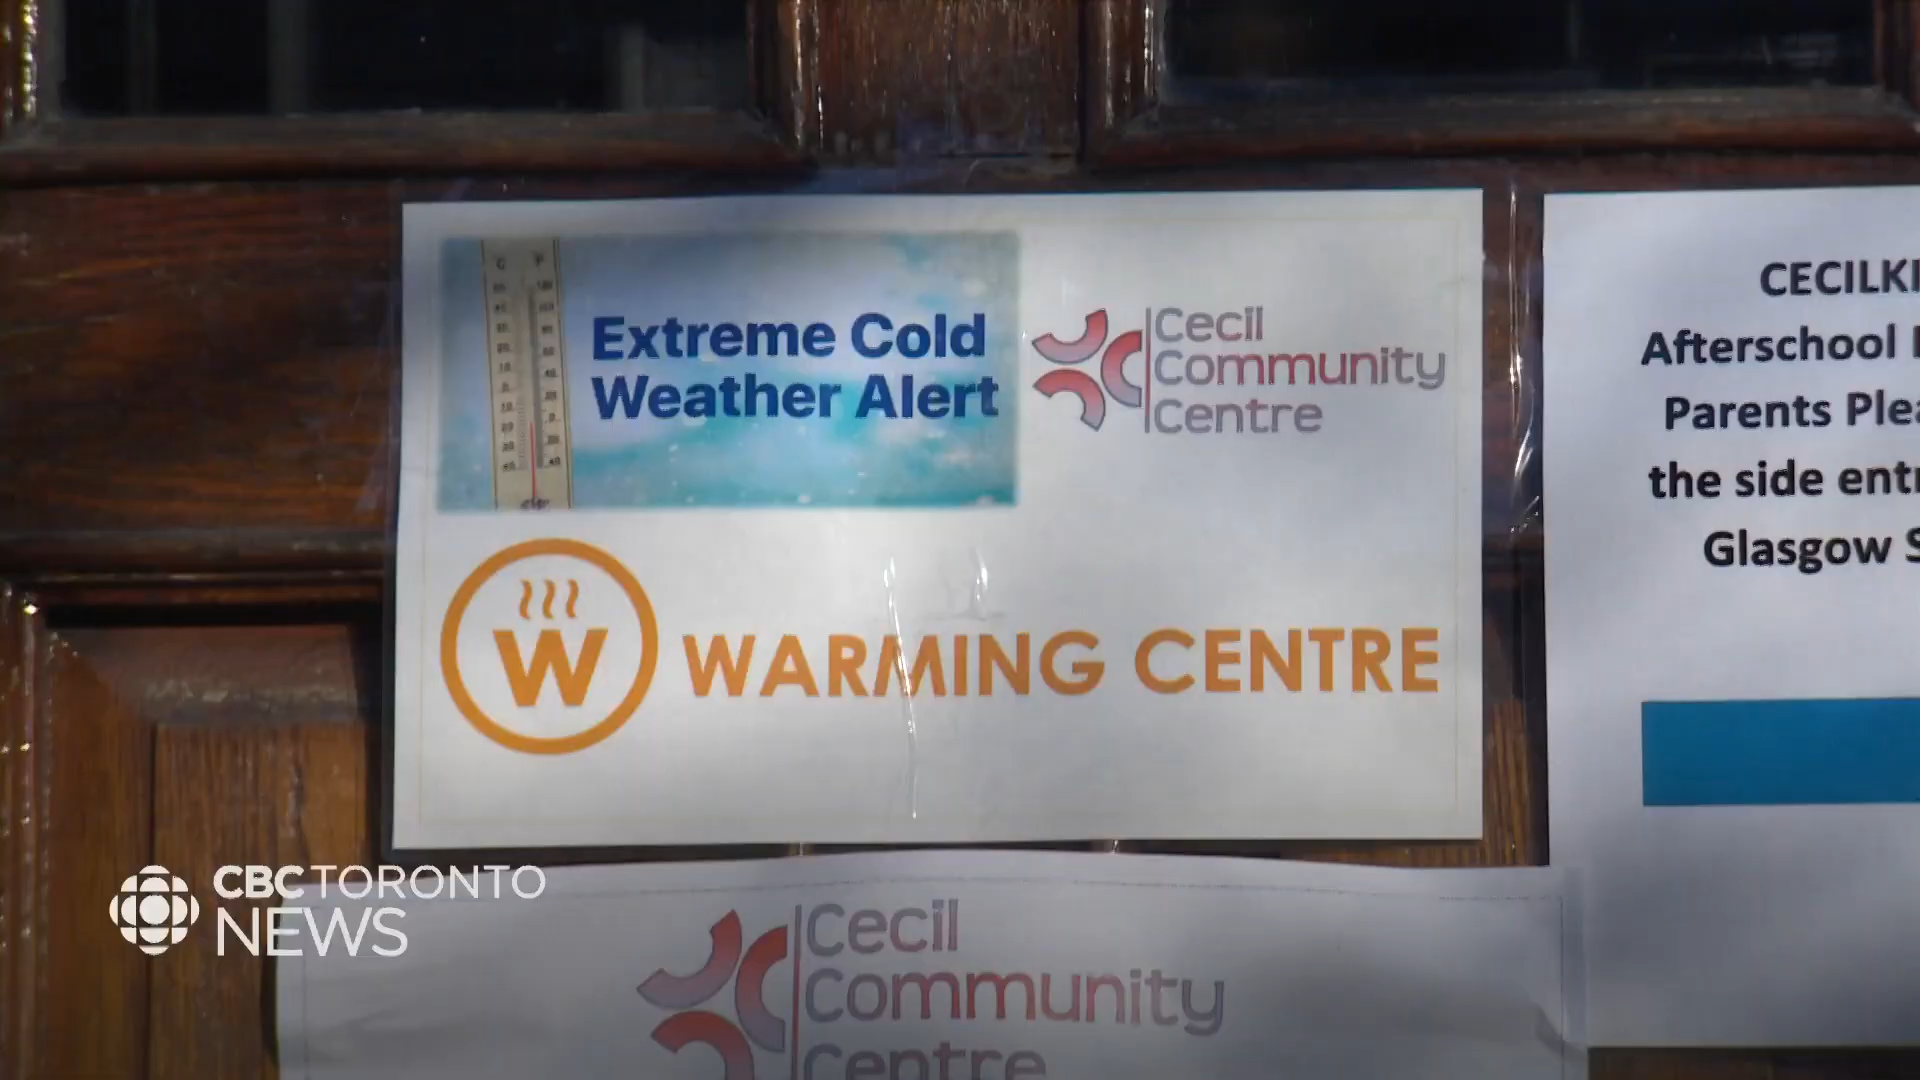 Extreme Cold
Weather Alert
Cecil
Community
Centre
W WARMING CENTRE
CECILKI
Afterschool
Parents Plea
the side entr
Glasgow S
CBC TORONTO
NEWS
Cecil
Community
Centre